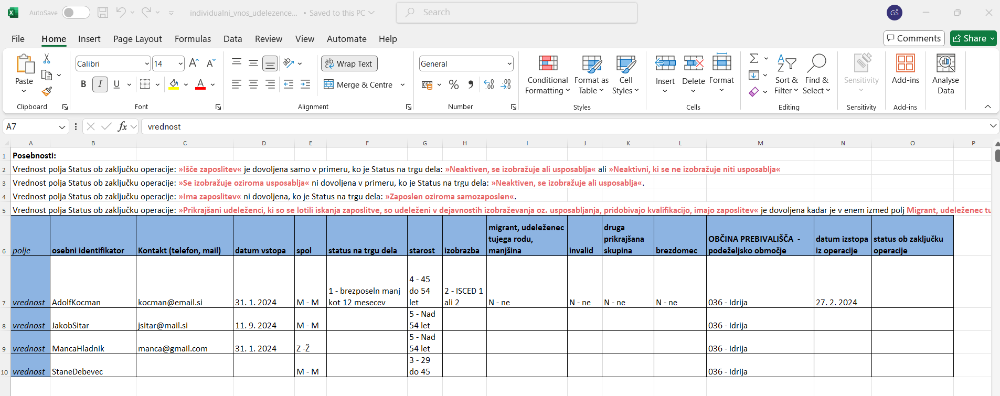 AutoSave
individualni_vnos_udelezence... • Saved to this PC
Search
GŠ
File Home Insert Page Layout Formulas Data Review View Automate Help
Comments Share
Paste
Clipboard
Calibri 14
B I U
Font
Wrap Text
Merge & Centre
Alignment
General
Number
Conditional Formatting
Format as Table
Cell Styles
Styles
Insert Delete Format
Cells
Sort & Filter
Find & Select
Editing
Sensitivity
Sensitivity
Add-ins
Add-ins
Analyse Data
A7 fx vrednost
A B C D E F G H I J K L M N O P
1 Posebnosti:
2 Vrednost polja Status ob zaključku operacije: »Išče zaposlitev« je dovoljena samo v primeru, ko je Status na trgu dela: »Neaktiven, se izobražuje ali usposablja« ali »Neaktivni, ki se ne izobražuje niti usposablja«
3 Vrednost polja Status ob zaključku operacije: »Se izobražuje oziroma usposablja« ni dovoljena v primeru, ko je Status na trgu dela: »Neaktiven, se izobražuje ali usposablja«.
4 Vrednost polja Status ob zaključku operacije: »Ima zaposlitev« ni dovoljena, ko je Status na trgu dela: »Zaposlen oziroma samozaposlen«.
5 Vrednost polja Status ob zaključku operacije: »Prikrajšani udeleženci, ki so se lotili iskanja zaposlitve, so udeleženi v dejavnostih izobraževanja oz. usposabljanja, pridobivajo kvalifikacijo, imajo zaposlitev« je dovoljena kadar je v enem izmed polj Migrant, udeleženec tu
6 polje osebni identifikator Kontakt (telefon, mail) datum vstopa spol status na trgu dela starost izobrazba migrant, udeleženec tujega rodu, manjšina invalid druga prikrajšana skupina brezdomec OBČINA PREBIVALIŠČA - podeželjsko območje datum izstopa iz operacije status ob zaključku operacije
7 vrednost AdolfKocman kocman@email.si 31. 1. 2024 M - M 1 - brezposeln manj kot 12 mesecev 4 - 45 do 54 let 2 - ISCED 1 ali 2 N - ne N - ne N - ne N - ne 036 - Idrija 27. 2. 2024
8 vrednost JakobSitar jsitar@mail.si 11. 9. 2024 M - M 5 - Nad 54 let 036 - Idrija
9 vrednost MancaHladnik manca@gmail.com 31. 1. 2024 Z -Ž 5 - Nad 54 let 036 - Idrija
10 vrednost StaneDebevec M - M 3 - 29 do 45 036 - Idrija